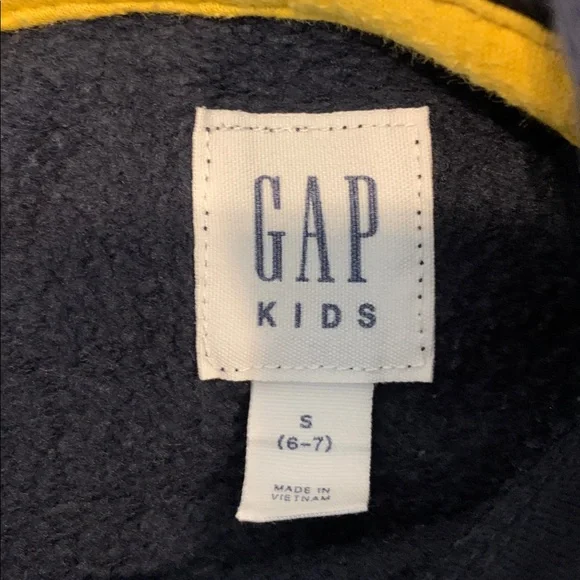 GAP
KIDS
S
(6-7)
MADE IN
VIETNAM